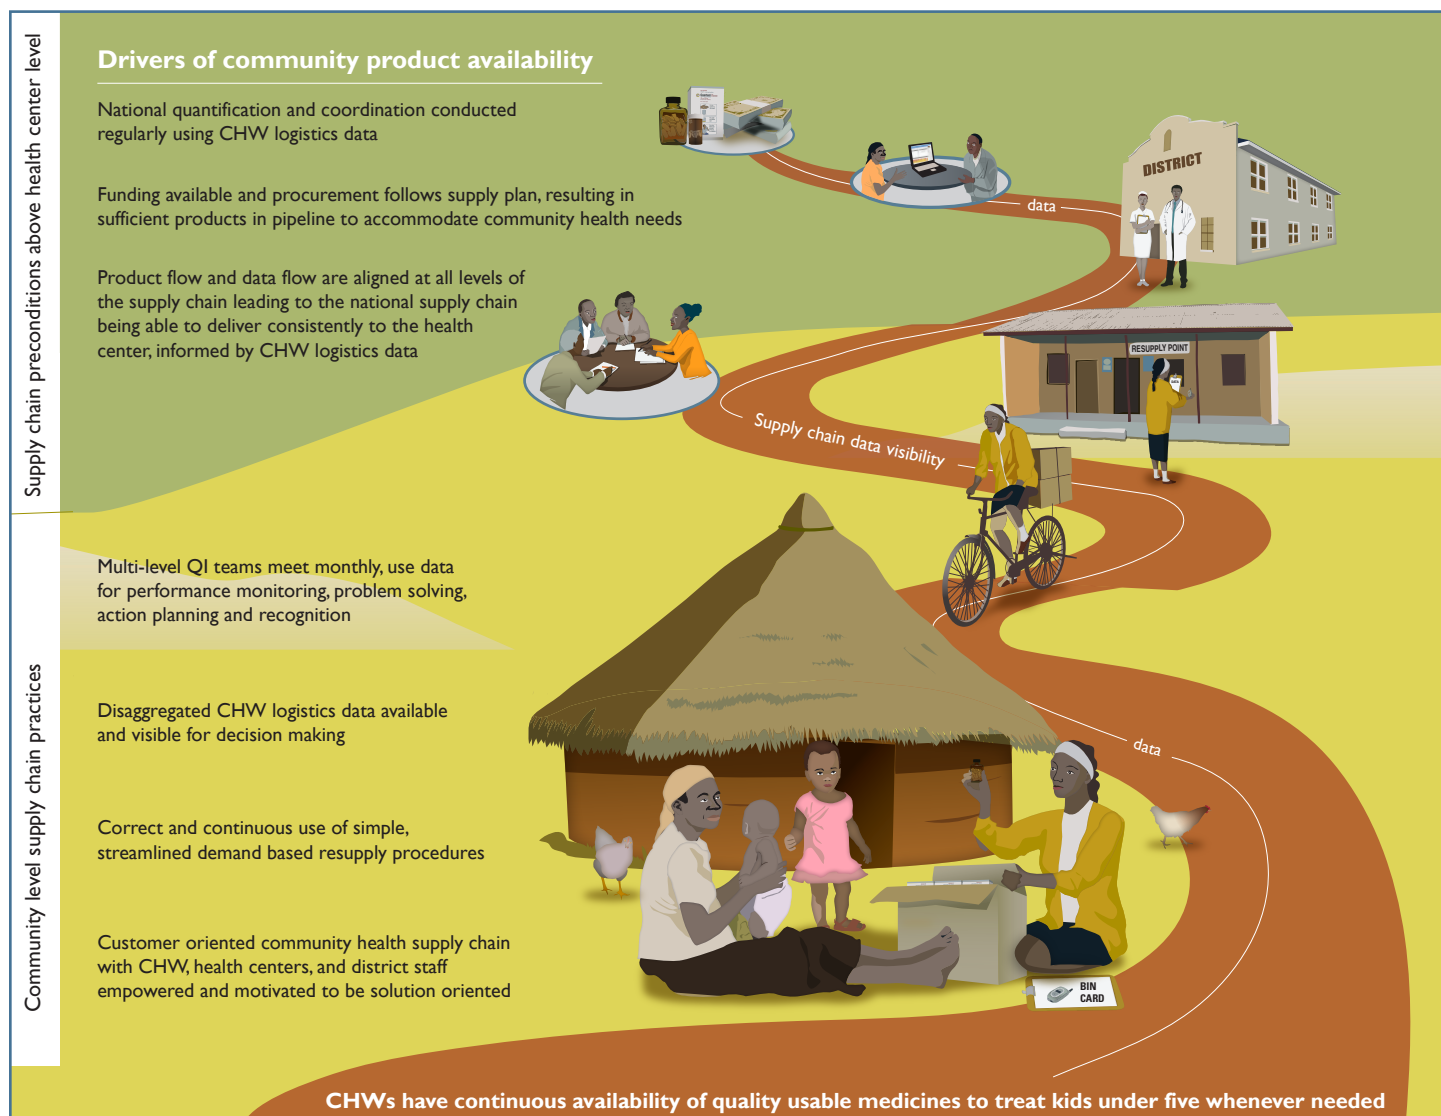 Supply chain preconditions above health center level
Drivers of community product availability
National quantification and coordination conducted
regularly using CHW logistics data
Funding available and procurement follows supply plan, resulting in
sufficient products in pipeline to accommodate community health needs
Product flow and data flow are aligned at all levels of
the supply chain leading to the national supply chain
being able to deliver consistently to the health
center, informed by CHW logistics data
data
DISTRICT
RESUPPLY POINT
Supply chain data visibility
Community level supply chain practices
Multi-level QI teams meet monthly, use data
for performance monitoring, problem solving,
action planning and recognition
Disaggregated CHW logistics data available
and visible for decision making
data
Correct and continuous use of simple,
streamlined demand based resupply procedures
Customer oriented community health supply chain
with CHW, health centers, and district staff
empowered and motivated to be solution oriented
BIN
CARD
CHWs have continuous availability of quality usable medicines to treat kids under five whenever needed